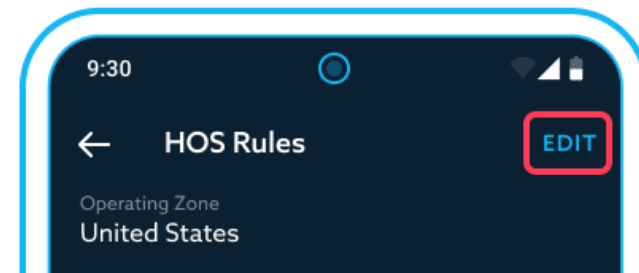 9:30
HOS Rules
EDIT
Operating Zone
United States